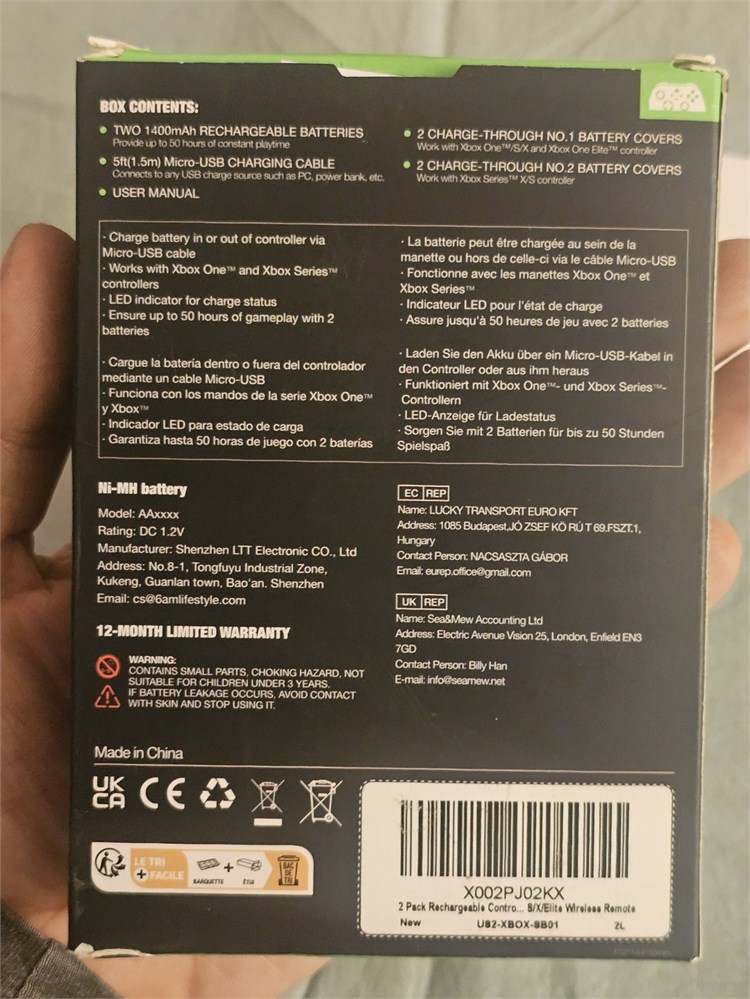 BOX CONTENTS:
TWO 1400mAh RECHARGEABLE BATTERIES
Provide up to 50 hours of constant playtime
5ft(1.5m) Micro-USB CHARGING CABLE
Connects to any USB charge source such as PC, power bank, etc.
USER MANUAL
2 CHARGE-THROUGH NO.1 BATTERY COVERS
Work with Xbox One™/S/X and Xbox One Elite™ controller
2 CHARGE-THROUGH NO.2 BATTERY COVERS
Work with Xbox Series™ X/S controller
· Charge battery in or out of controller via
Micro-USB cable
· Works with Xbox One™ and Xbox Series™
controllers
· LED indicator for charge status
· Ensure up to 50 hours of gameplay with 2
batteries
· La batterie peut être chargée au sein de la
manette ou hors de celle-ci via le câble Micro-USB
· Fonctionne avec les manettes Xbox One™ et
Xbox Series™
· Indicateur LED pour l'état de charge
· Assure jusqu'à 50 heures de jeu avec 2 batteries
· Cargue la batería dentro o fuera del controlador
mediante un cable Micro-USB
· Funciona con los mandos de la serie Xbox One™
y Xbox™
· Indicador LED para estado de carga
· Garantiza hasta 50 horas de juego con 2 baterías
· Laden Sie den Akku über ein Micro-USB-Kabel in
den Controller oder aus ihm heraus
· Funktioniert mit Xbox One™- und Xbox Series™-
Controllern
· LED-Anzeige für Ladestatus
· Sorgen Sie mit 2 Batterien für bis zu 50 Stunden
Spielspaß
Ni-MH battery
Model: AAxxxx
Rating: DC 1.2V
Manufacturer: Shenzhen LTT Electronic CO., Ltd
Address: No.8-1, Tongfuyu Industrial Zone,
Kukeng, Guanlan town, Bao'an. Shenzhen
Email: cs@6amlifestyle.com
12-MONTH LIMITED WARRANTY
WARNING:
CONTAINS SMALL PARTS, CHOKING HAZARD, NOT
SUITABLE FOR CHILDREN UNDER 3 YEARS.
IF BATTERY LEAKAGE OCCURS, AVOID CONTACT
WITH SKIN AND STOP USING IT.
EC REP
Name: LUCKY TRANSPORT EURO KFT
Address: 1085 Budapest,JÓ ZSEF KÖ RÚ T 69.FSZT.1,
Hungary
Contact Person: NACSASZTA GÁBOR
Email: eurep.office@gmail.com
UK REP
Name: Sea&Mew Accounting Ltd
Address: Electric Avenue Vision 25, London, Enfield EN3
7GD
Contact Person: Billy Han
E-mail: info@seamew.net
Made in China
UK
CA CE
LE TRI
+ FACILE
BARQUETTE + ÉTUI
BAC
DE
TRI
X002PJ02KX
2 Pack Rechargeable Contro... S/X/Elite Wireless Remote
New UB2-XBOX-BB01 2L